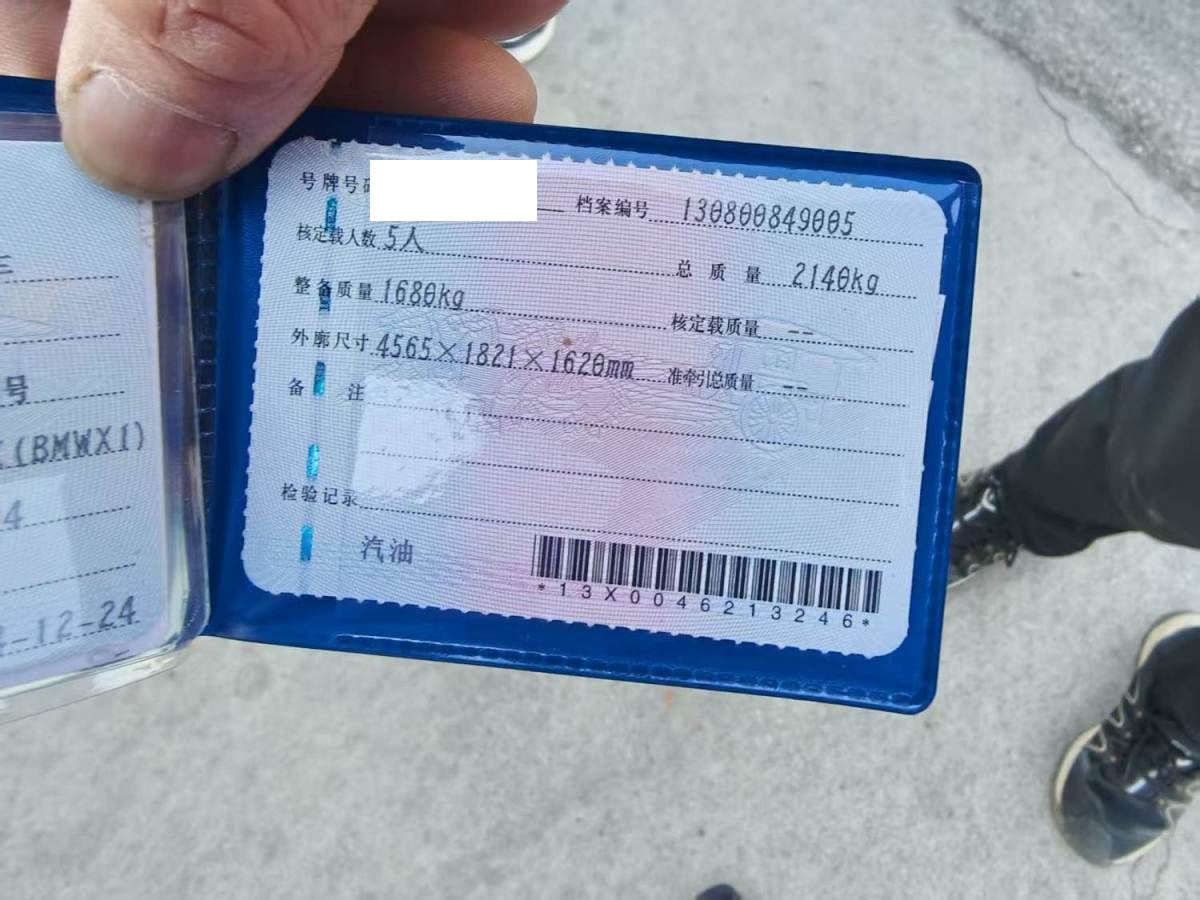 号
(BMWX1)
4
-12-24
号牌号码 档案编号 130800849005
核定载人数 5人 总质量 2140kg
整备质量 1680kg 核定载质量 --
外廓尺寸 4565×1821×1620mm 准牵引总质量 --
备注
检验记录
汽油
*13X0046213246*